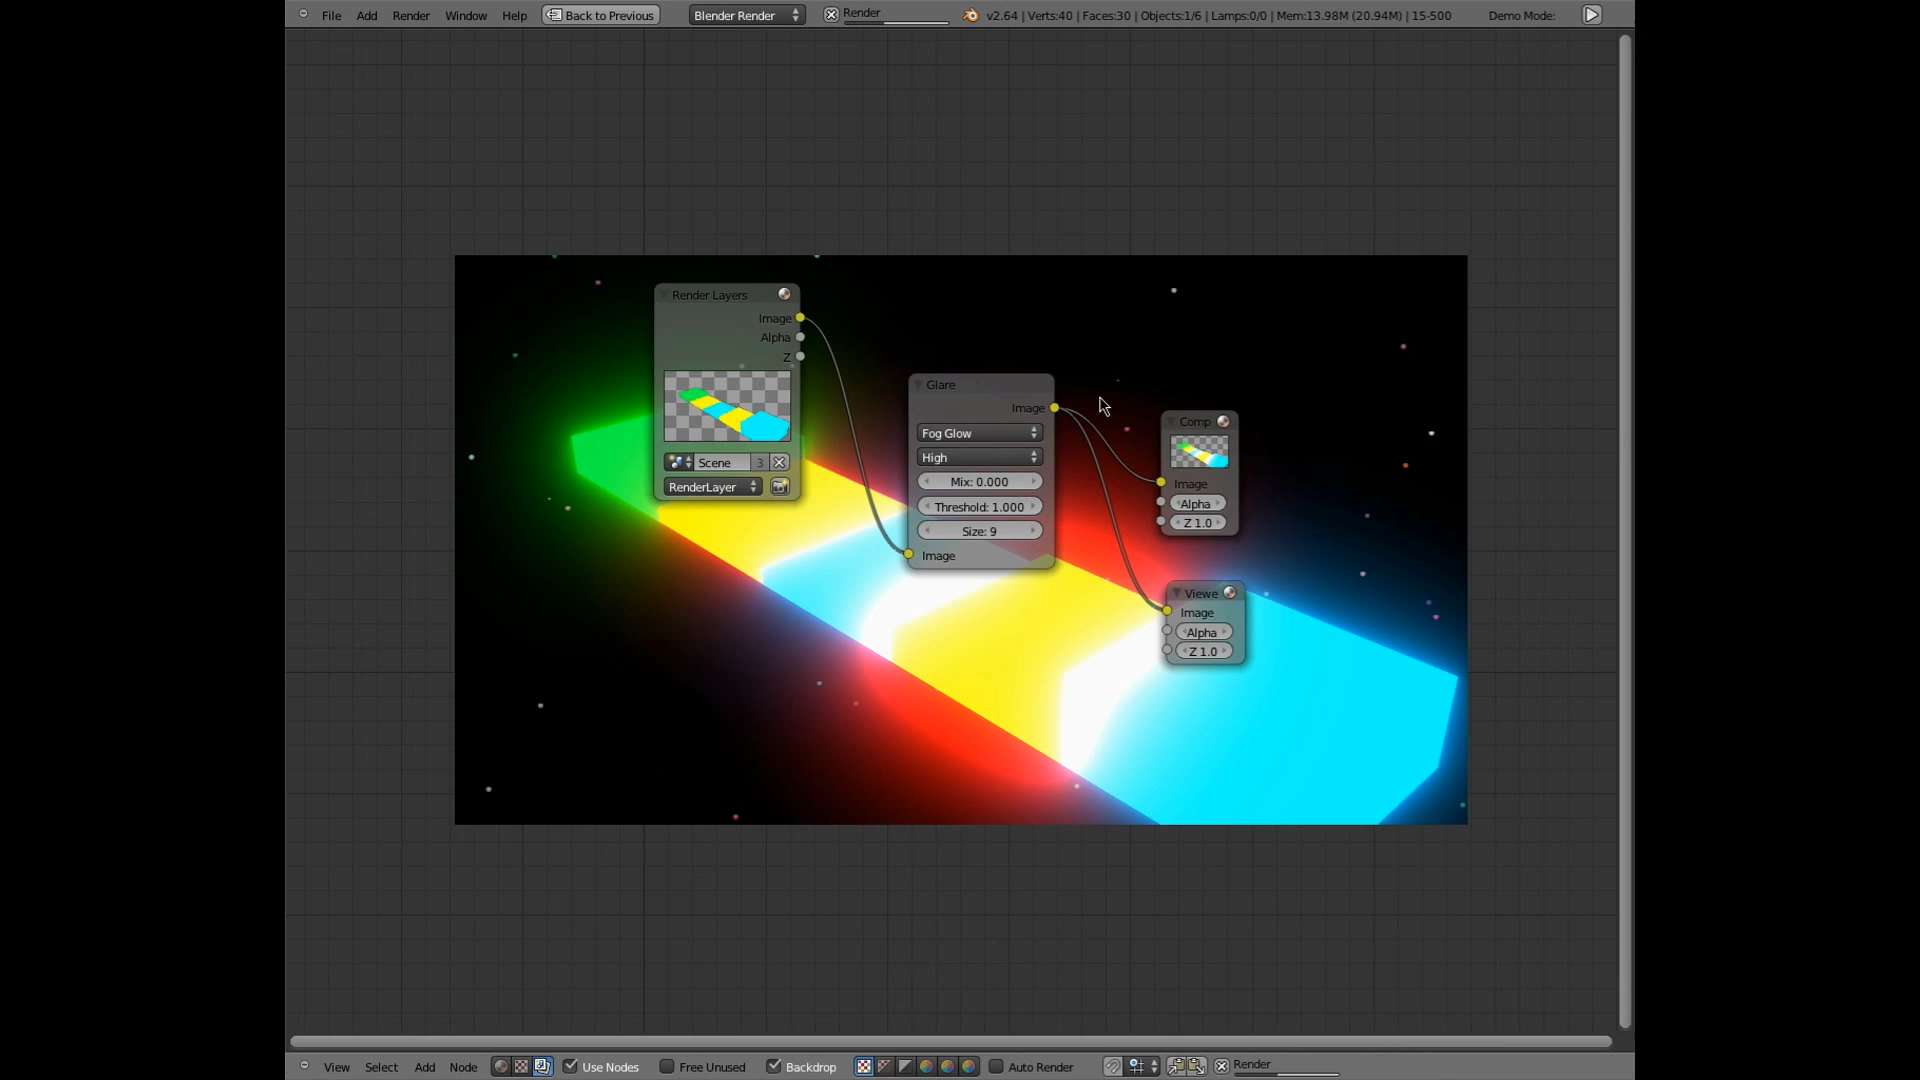 File Add Render Window Help Back to Previous Blender Render Render v2.64 | Verts:40 | Faces:30 | Objects:1/6 | Lamps:0/0 | Mem:13.98M (20.94M) | 15-500 Demo Mode:
Render Layers
Image
Alpha
Z
Scene 3
RenderLayer
Glare
Image
Fog Glow
High
Mix: 0.000
Threshold: 1.000
Size: 9
Image
Comp
Image
Alpha
Z 1.0
Viewe
Image
Alpha
Z 1.0
View Select Add Node Use Nodes Free Unused Backdrop Auto Render Render